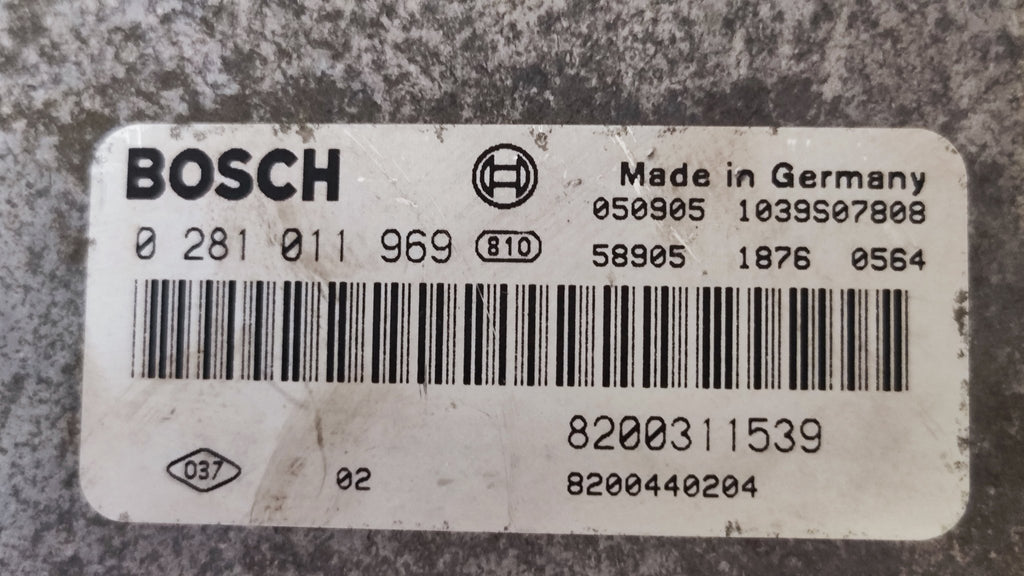 BOSCH
Made in Germany
050905 1039S07808
0 281 011 969 810
58905 1876 0564
8200311539
037 02
8200440204